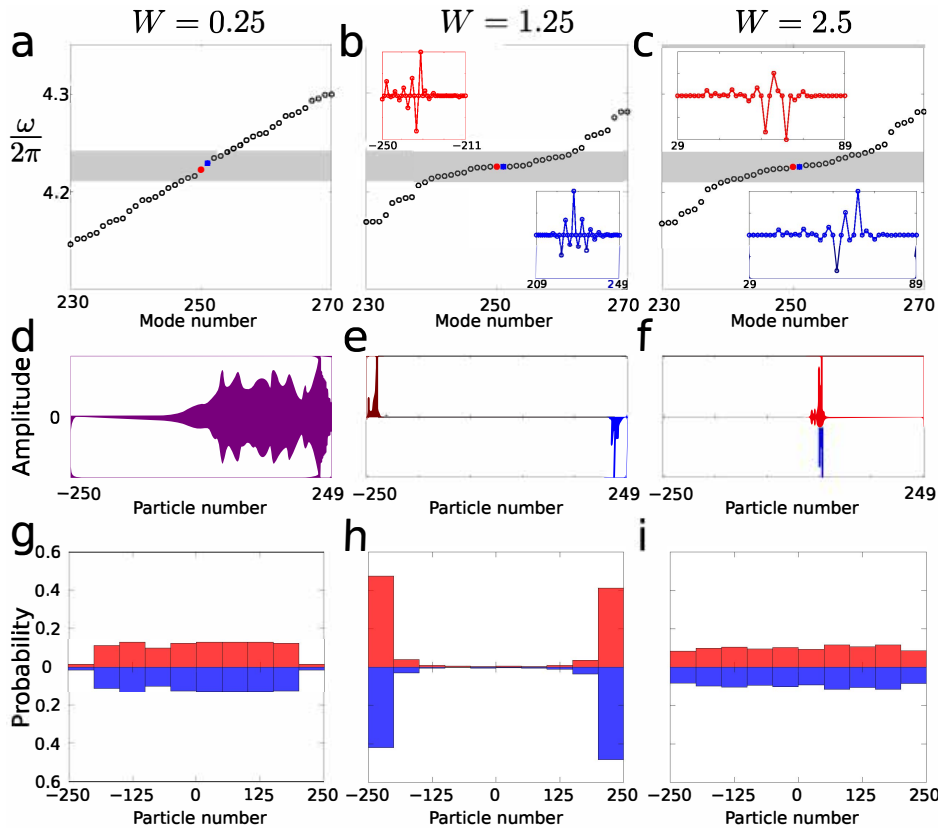 W = 0.25
W = 1.25
W = 2.5
a
b
c
4.3
4.2
ω
2π
-250
-211
29
89
209
249
29
89
230
250
270
230
250
270
230
250
270
Mode number
Mode number
Mode number
d
e
f
Amplitude
0
−250
249
−250
249
−250
249
Particle number
Particle number
Particle number
g
h
i
Probability
0.6
0.4
0.2
0
0.2
0.4
0.6
−250
−125
0
125
250
−250
−125
0
125
250
−250
−125
0
125
250
Particle number
Particle number
Particle number